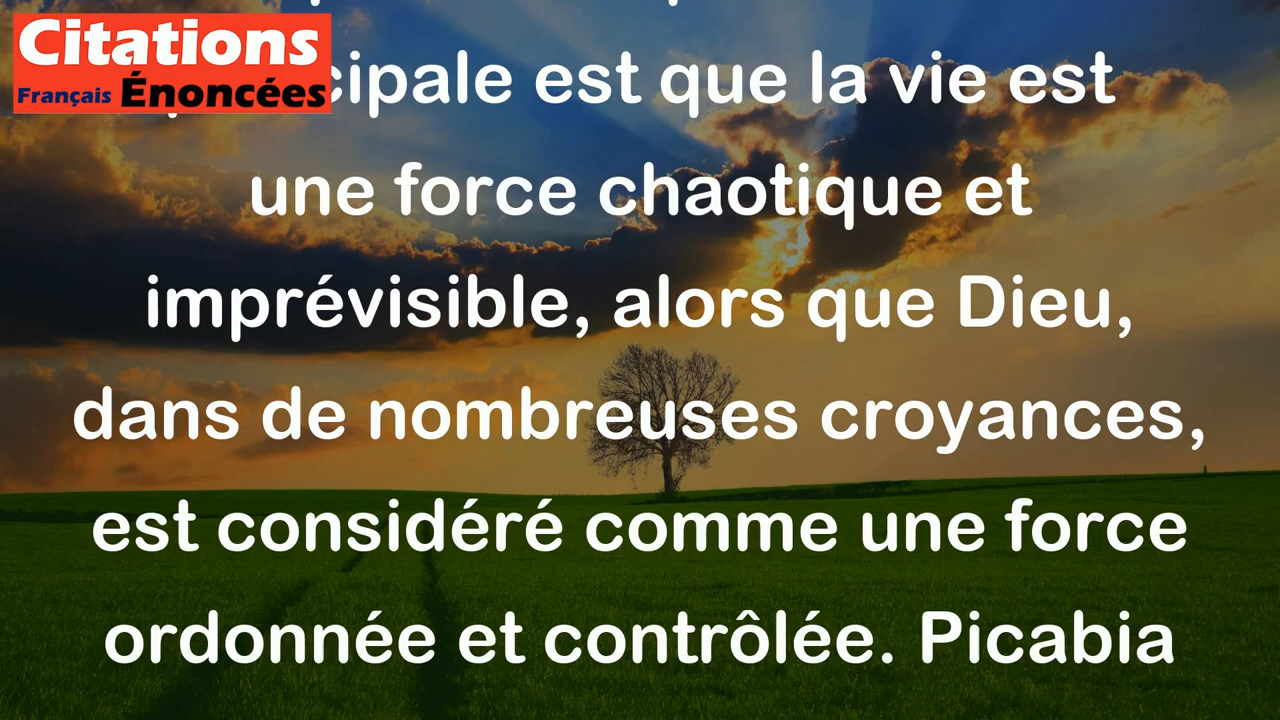 Citations
Français Énoncées
cipale est que la vie est
une force chaotique et
imprévisible, alors que Dieu,
dans de nombreuses croyances,
est considéré comme une force
ordonnée et contrôlée. Picabia